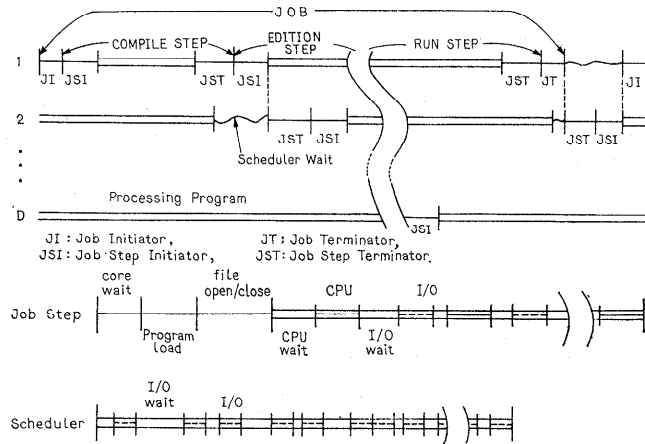 JOB
COMPILE STEP
EDITION STEP
RUN STEP
1
JI
JSI
JST
JSI
JST
JT
JI
2
JST
JSI
JST
JSI
Scheduler Wait
Processing Program
D
JSI
JI : Job Initiator,
JT: Job Terminator,
JSI: Job Step Initiator,
JST: Job Step Terminator.
core wait
file open/close
CPU
I/O
Job Step
Program load
CPU wait
I/O wait
I/O wait
I/O
Scheduler